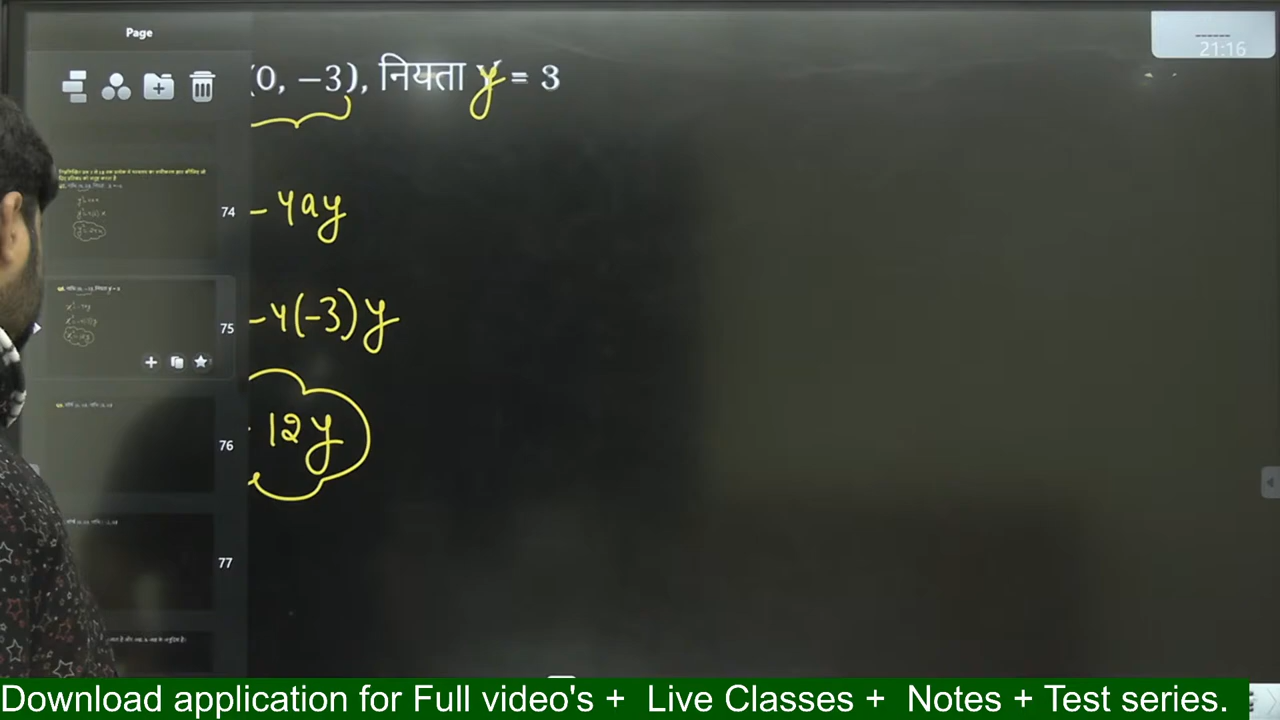 Page
21:16
(0, −3), नियता y = 3
74
- 4ay
75
-4(-3)y
76
12y
77
Download application for Full video's + Live Classes + Notes + Test series.